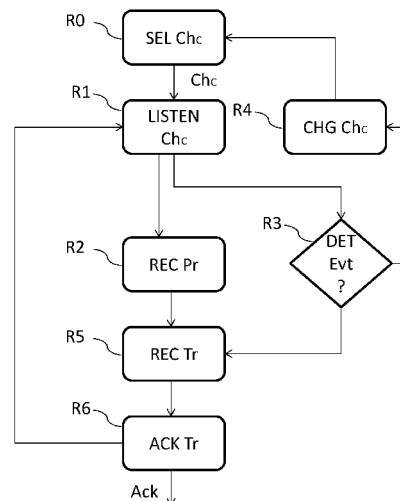 R0
SEL Chc
Chc
R1
LISTEN
Chc
R4
CHG Chc
R3
DET
Evt
?
R2
REC Pr
R5
REC Tr
R6
ACK Tr
Ack